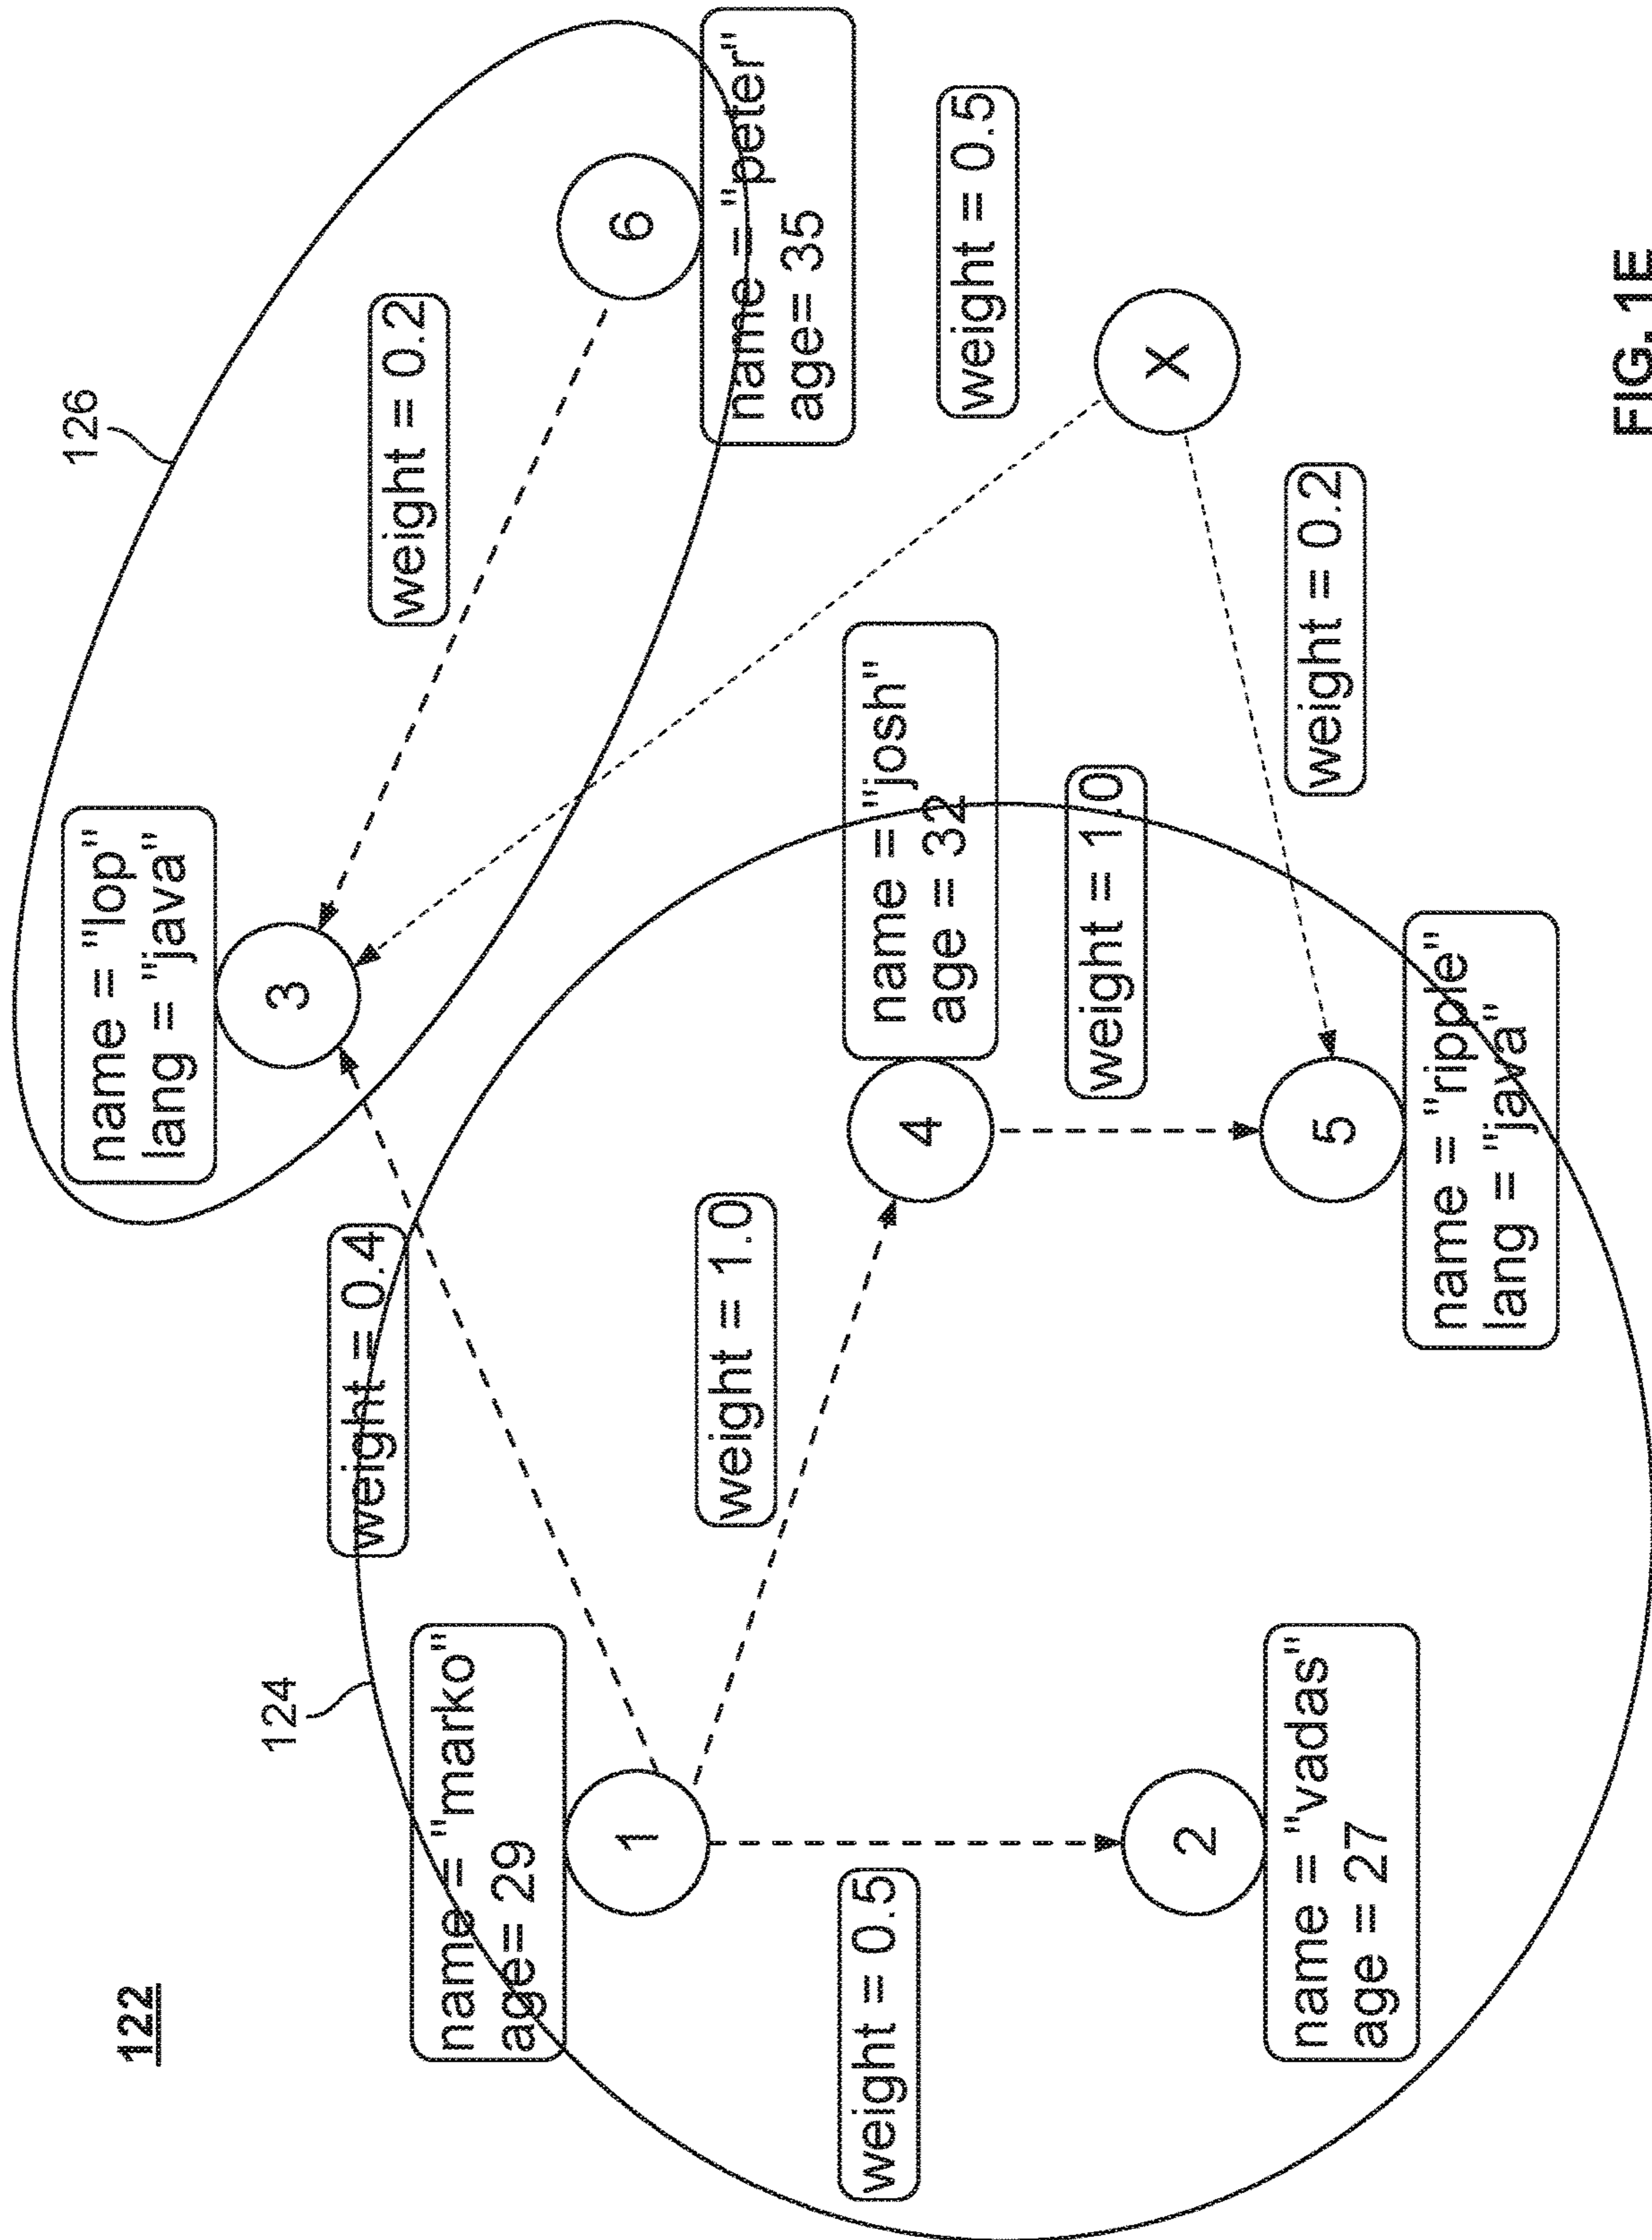 122
124
126
name = "marko"
age= 29
1
weight = 0.4
name = "lop"
lang = "java"
3
weight = 0.2
6
name = "peter"
age= 35
weight = 0.5
weight = 1.0
4
name ="josh"
age = 32
weight = 1.0
weight = 0.5
X
2
name = "vadas"
age = 27
5
name = "ripple"
lang = "java"
weight = 0.2
FIG. 1E